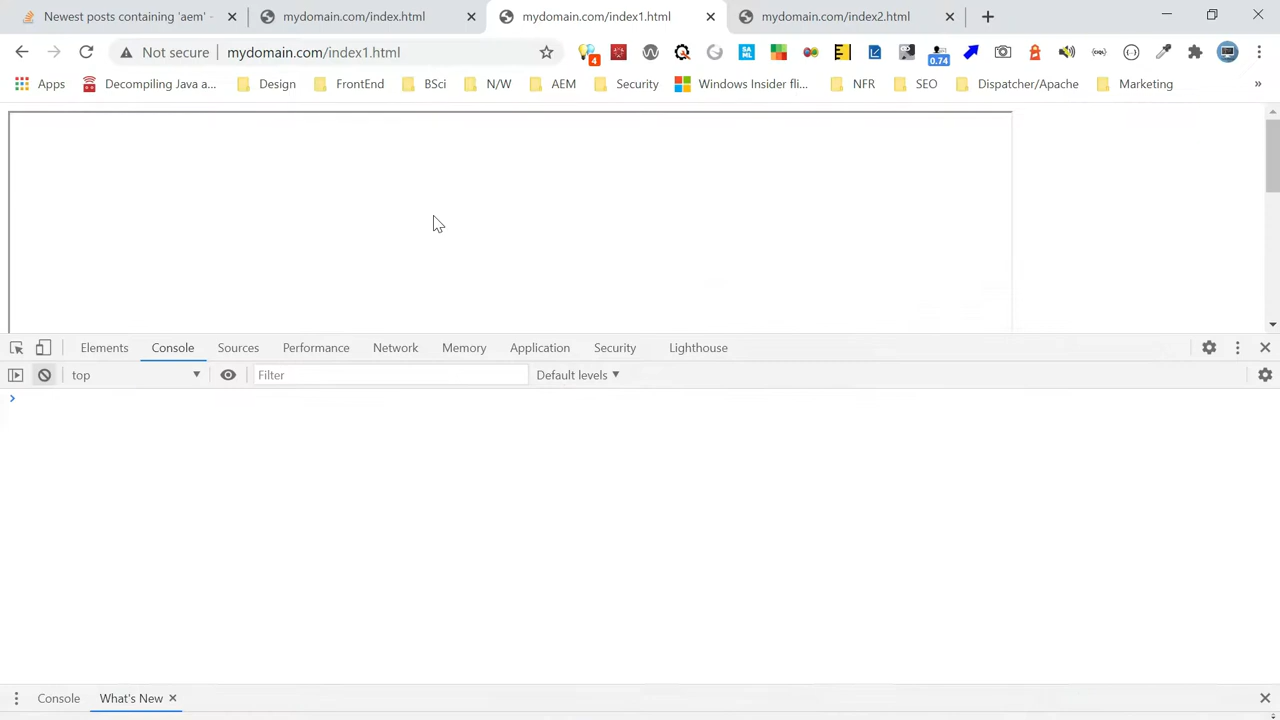 Newest posts containing 'aem' -
mydomain.com/index.html
mydomain.com/index1.html
mydomain.com/index2.html
Not secure
mydomain.com/index1.html
4
SAML
0.74
Apps
Decompiling Java a...
Design
FrontEnd
BSci
N/W
AEM
Security
Windows Insider fli...
NFR
SEO
Dispatcher/Apache
Marketing
»
Elements
Console
Sources
Performance
Network
Memory
Application
Security
Lighthouse
top
Filter
Default levels
Console
What's New